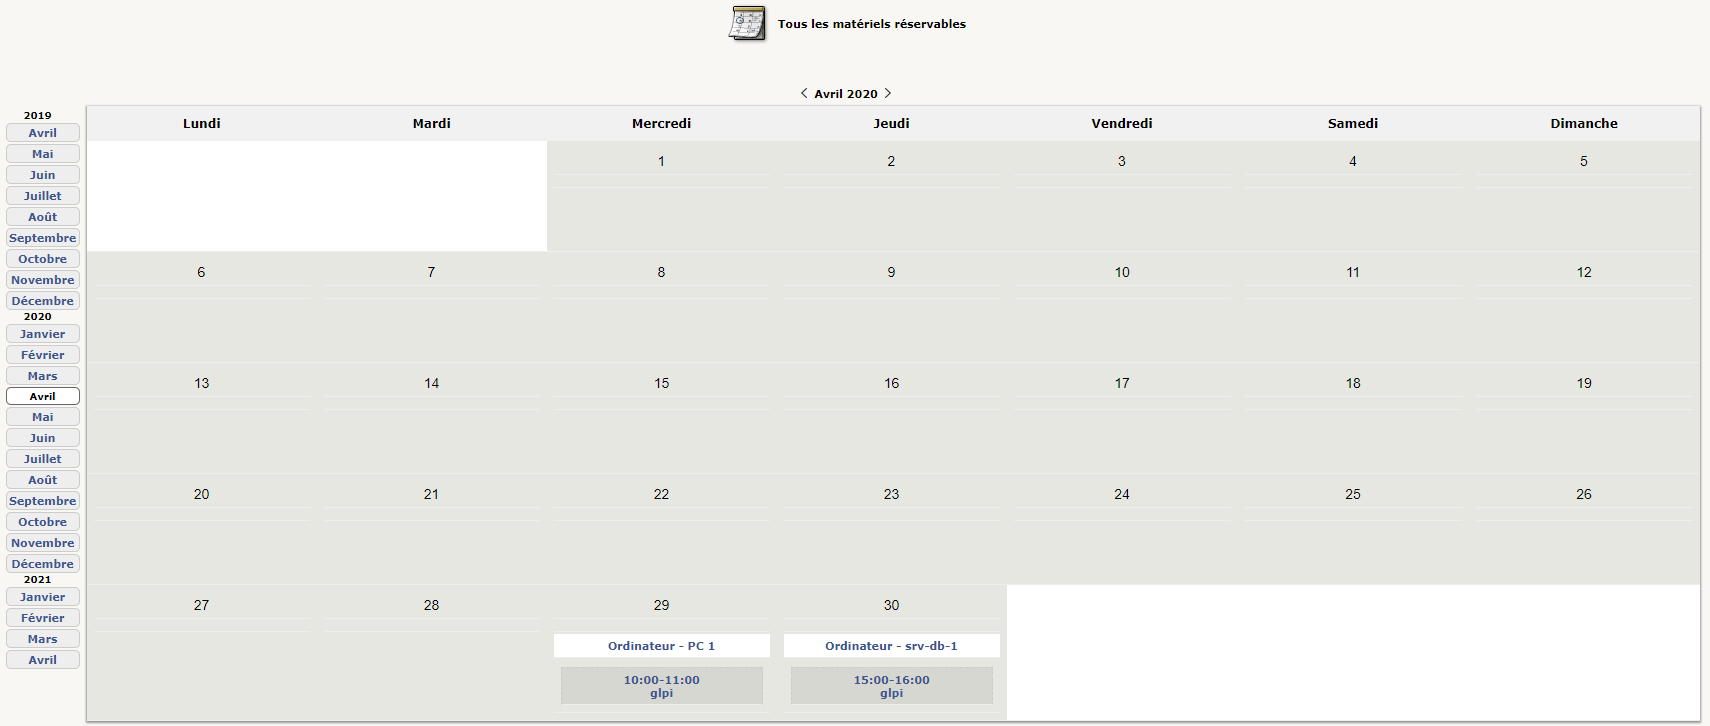 Tous les matériels réservables
Avril 2020
2019
Avril
Mai
Juin
Juillet
Août
Septembre
Octobre
Novembre
Décembre
2020
Janvier
Février
Mars
Avril
Mai
Juin
Juillet
Août
Septembre
Octobre
Novembre
Décembre
2021
Janvier
Février
Mars
Avril
Lundi Mardi Mercredi Jeudi Vendredi Samedi Dimanche
1 2 3 4 5
6 7 8 9 10 11 12
13 14 15 16 17 18 19
20 21 22 23 24 25 26
27 28 29 30
Ordinateur - PC 1
10:00-11:00
glpi
Ordinateur - srv-db-1
15:00-16:00
glpi